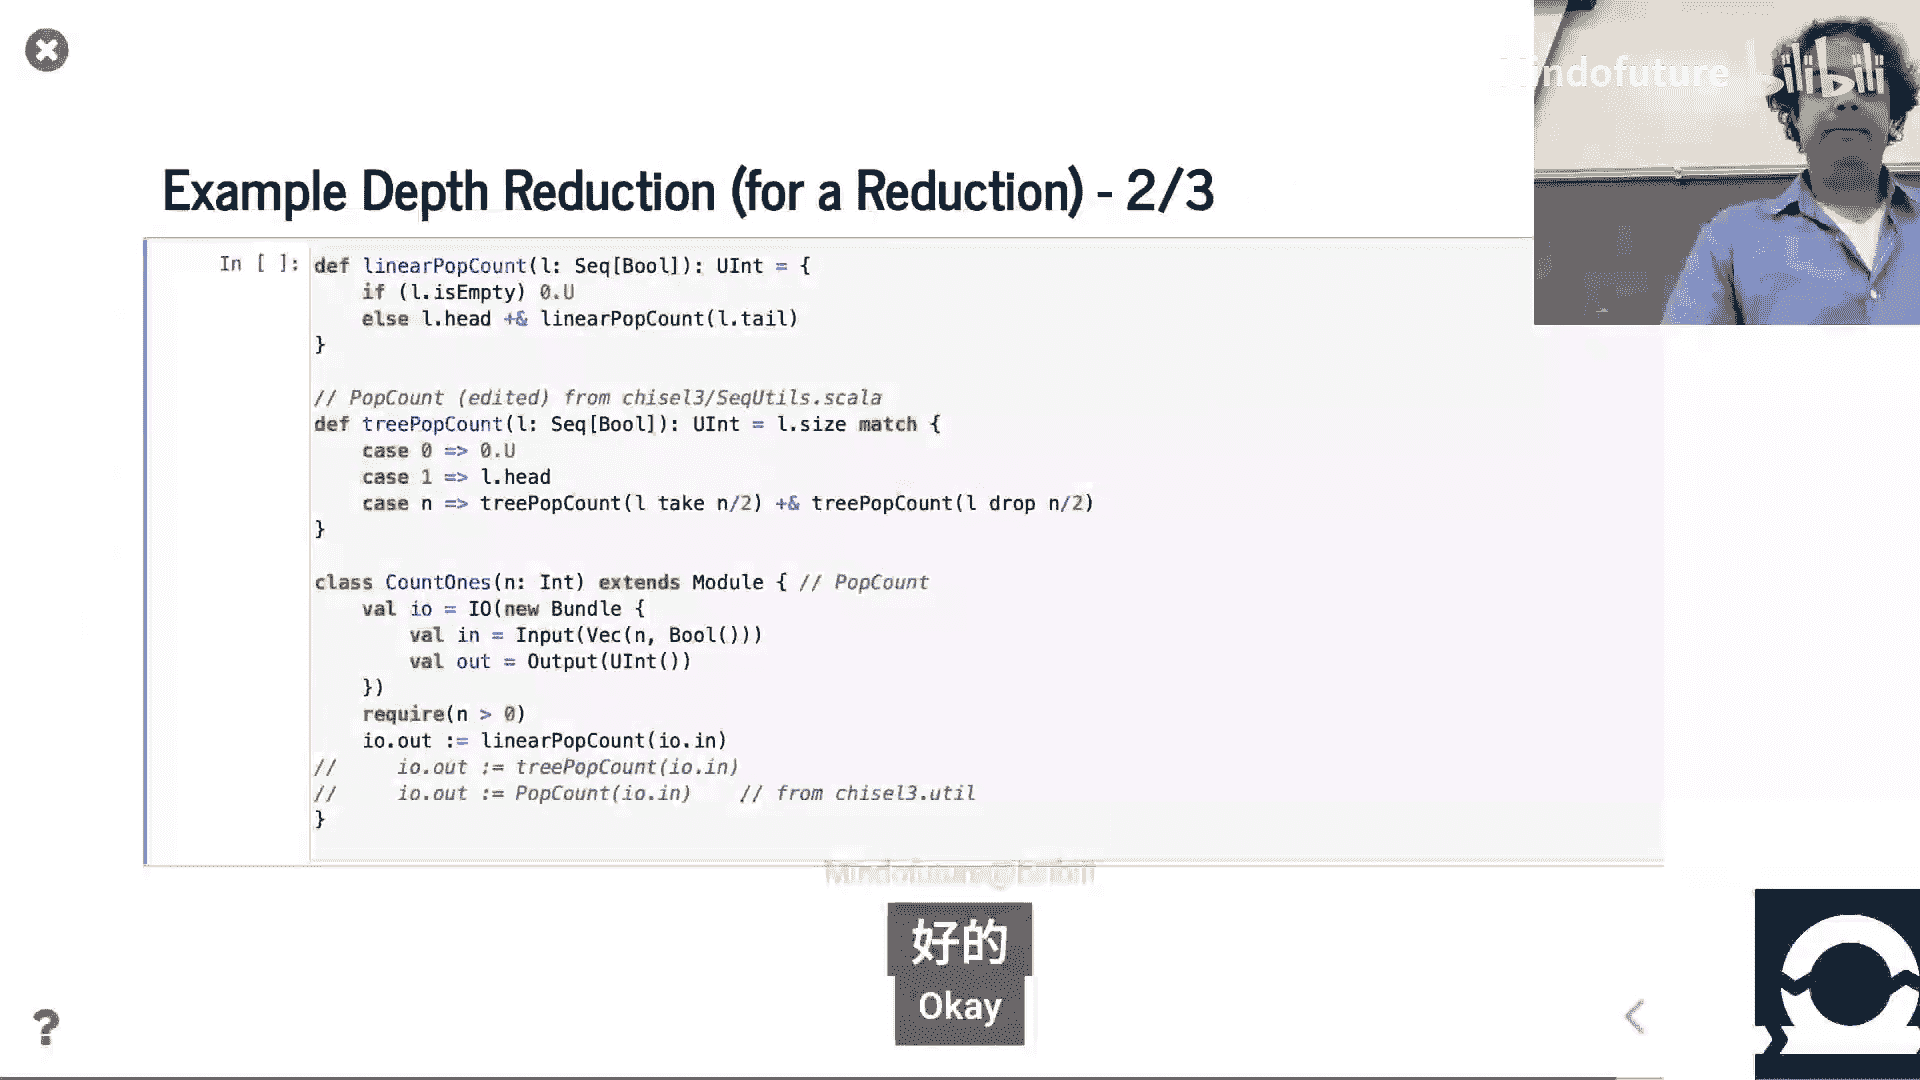 indofuture bilibili
Example Depth Reduction (for a Reduction) - 2/3
In [ ]:
def linearPopCount(l: Seq[Bool]): UInt = {
    if (l.isEmpty) 0.U
    else l.head +& linearPopCount(l.tail)
}
// PopCount (edited) from chisel3/SeqUtils.scala
def treePopCount(l: Seq[Bool]): UInt = l.size match {
    case 0 => 0.U
    case 1 => l.head
    case n => treePopCount(l take n/2) +& treePopCount(l drop n/2)
}
class CountOnes(n: Int) extends Module { // PopCount
    val io = IO(new Bundle {
        val in = Input(Vec(n, Bool()))
        val out = Output(UInt())
    })
    require(n > 0)
    io.out := linearPopCount(io.in)
//     io.out := treePopCount(io.in)
//     io.out := PopCount(io.in)    // from chisel3.util
}
Mindofuture@bilibili
好的
Okay
?